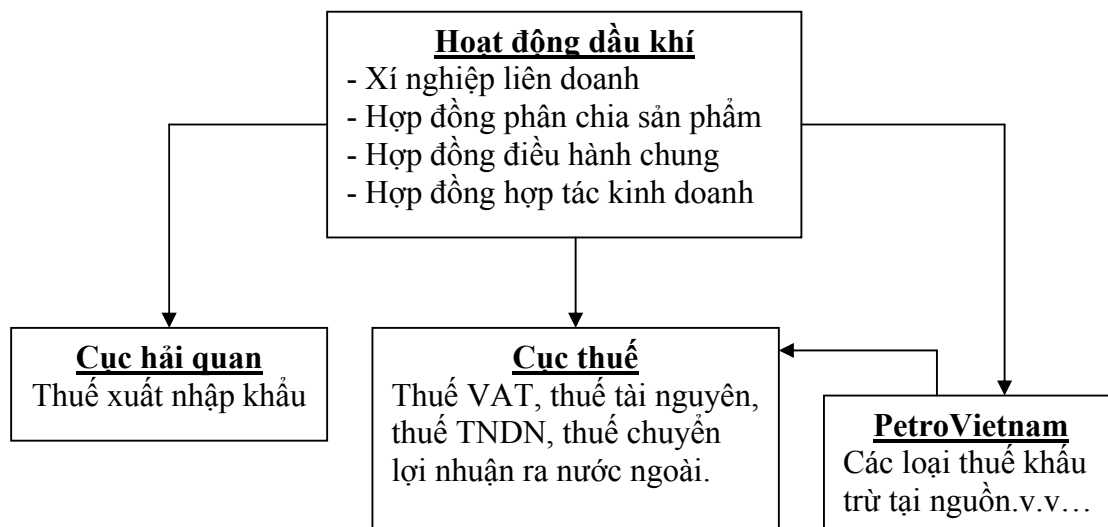 Hoạt động dầu khí
- Xí nghiệp liên doanh
- Hợp đồng phân chia sản phẩm
- Hợp đồng điều hành chung
- Hợp đồng hợp tác kinh doanh
Cục hải quan
Thuế xuất nhập khẩu
Cục thuế
Thuế VAT, thuế tài nguyên,
thuế TNDN, thuế chuyển
lợi nhuận ra nước ngoài.
PetroVietnam
Các loại thuế khấu
trừ tại nguồn.v.v…